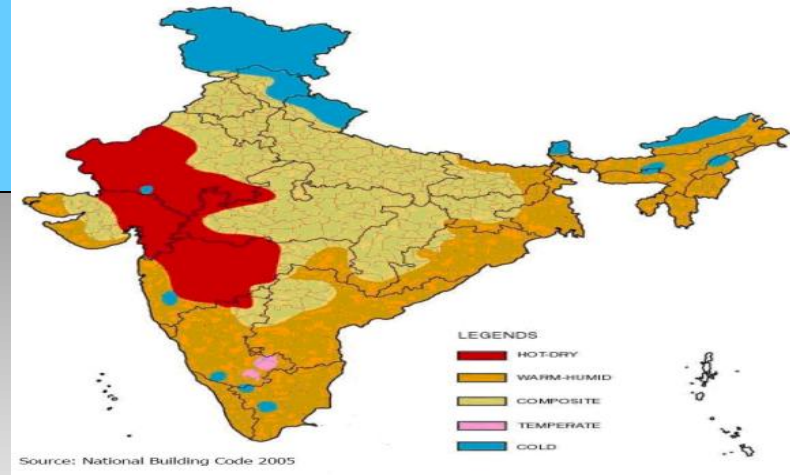 LEGENDS
HOT-DRY
WARM-HUMID
COMPOSITE
TEMPERATE
COLD
Source: National Building Code 2005